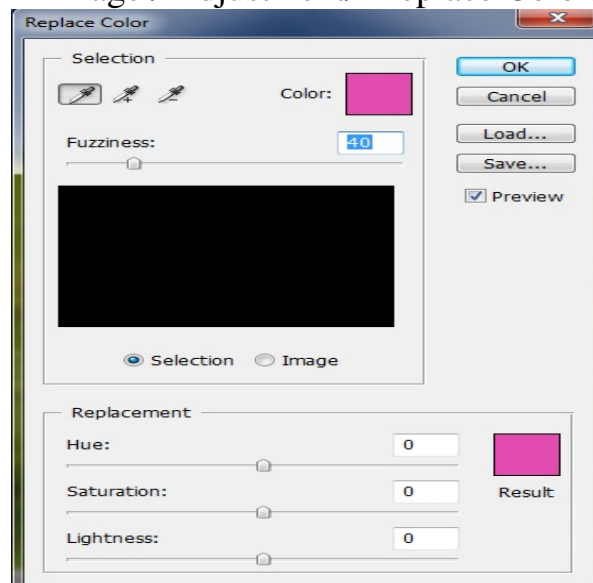 Replace Color
Selection
OK
Color:
Cancel
Fuzziness:
40
Load...
Save...
Preview
Selection
Image
Replacement
Hue:
0
Saturation:
0
Result
Lightness:
0